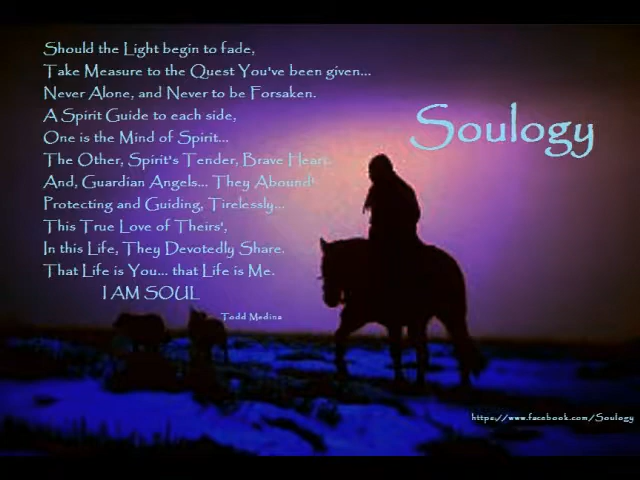 Should the Light begin to fade,
Take Measure to the Quest You've been given...
Never Alone, and Never to be Forsaken.
A Spirit Guide to each side,
One is the Mind of Spirit...
The Other, Spirit's Tender, Brave Heart.
And, Guardian Angels... They Abound'
Protecting and Guiding, Tirelessly...
This True Love of Theirs',
In this Life, They Devotedly Share.
That Life is You... that Life is Me.
I AM SOUL
Todd Medina
Soulogy
https://www.facebook.com/Soulogy